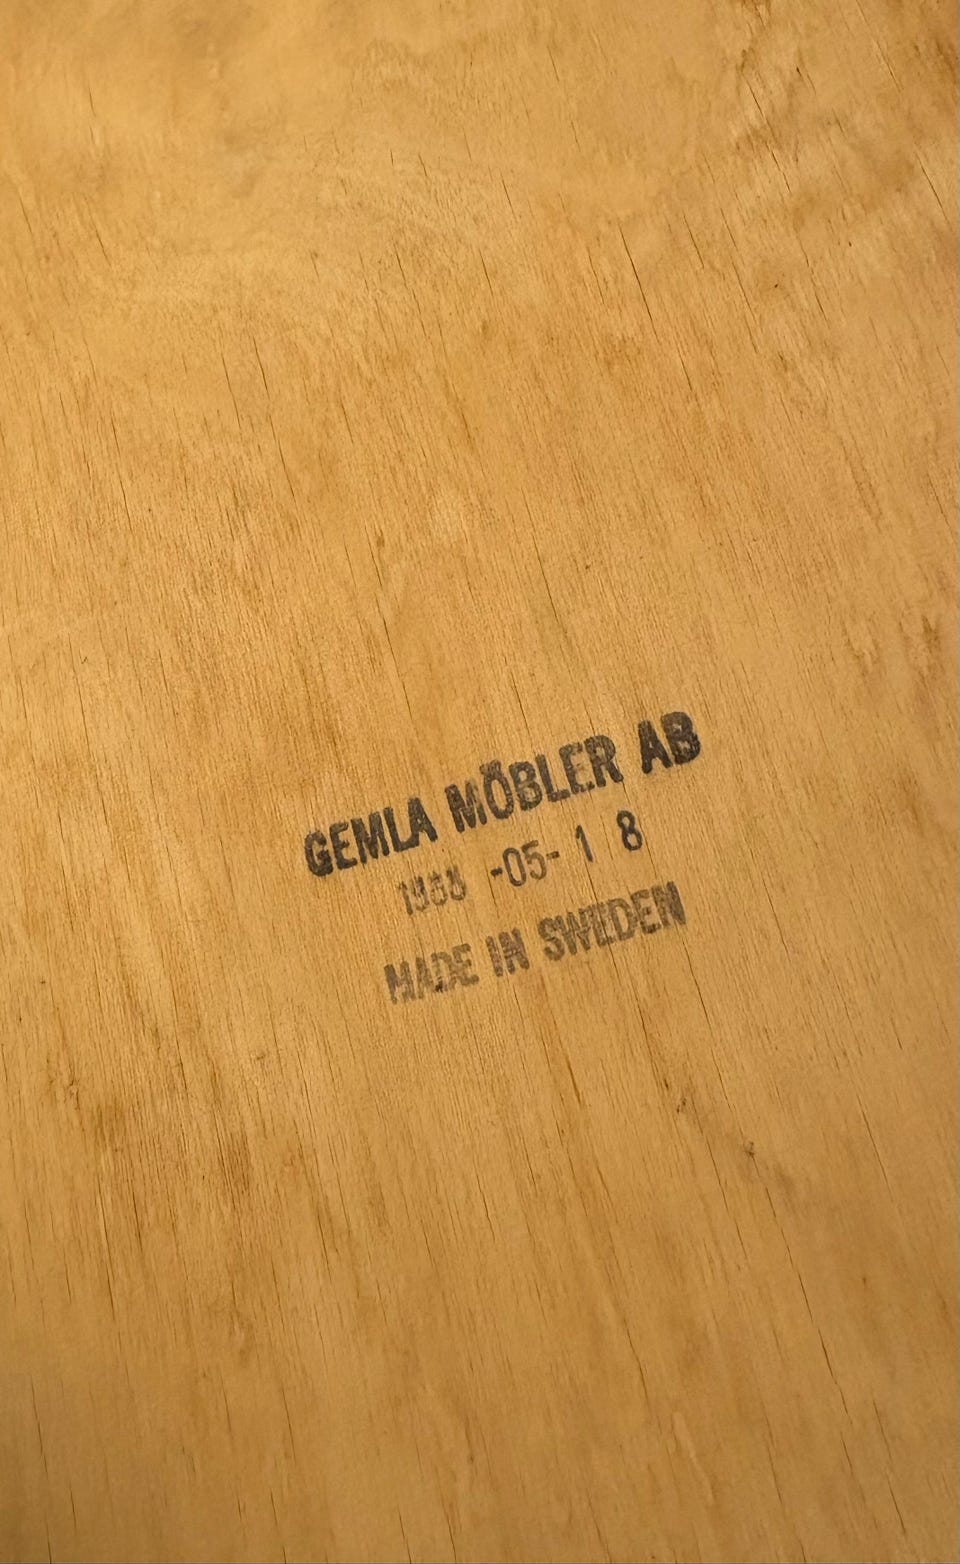 GEMLA MÖBLER AB
-05- 1 8
MADE IN SWEDEN